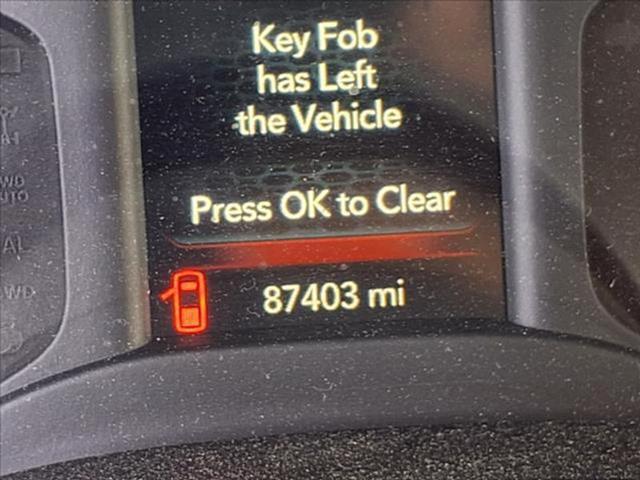 Key Fob
has Left
the Vehicle
Press OK to Clear
87403 mi